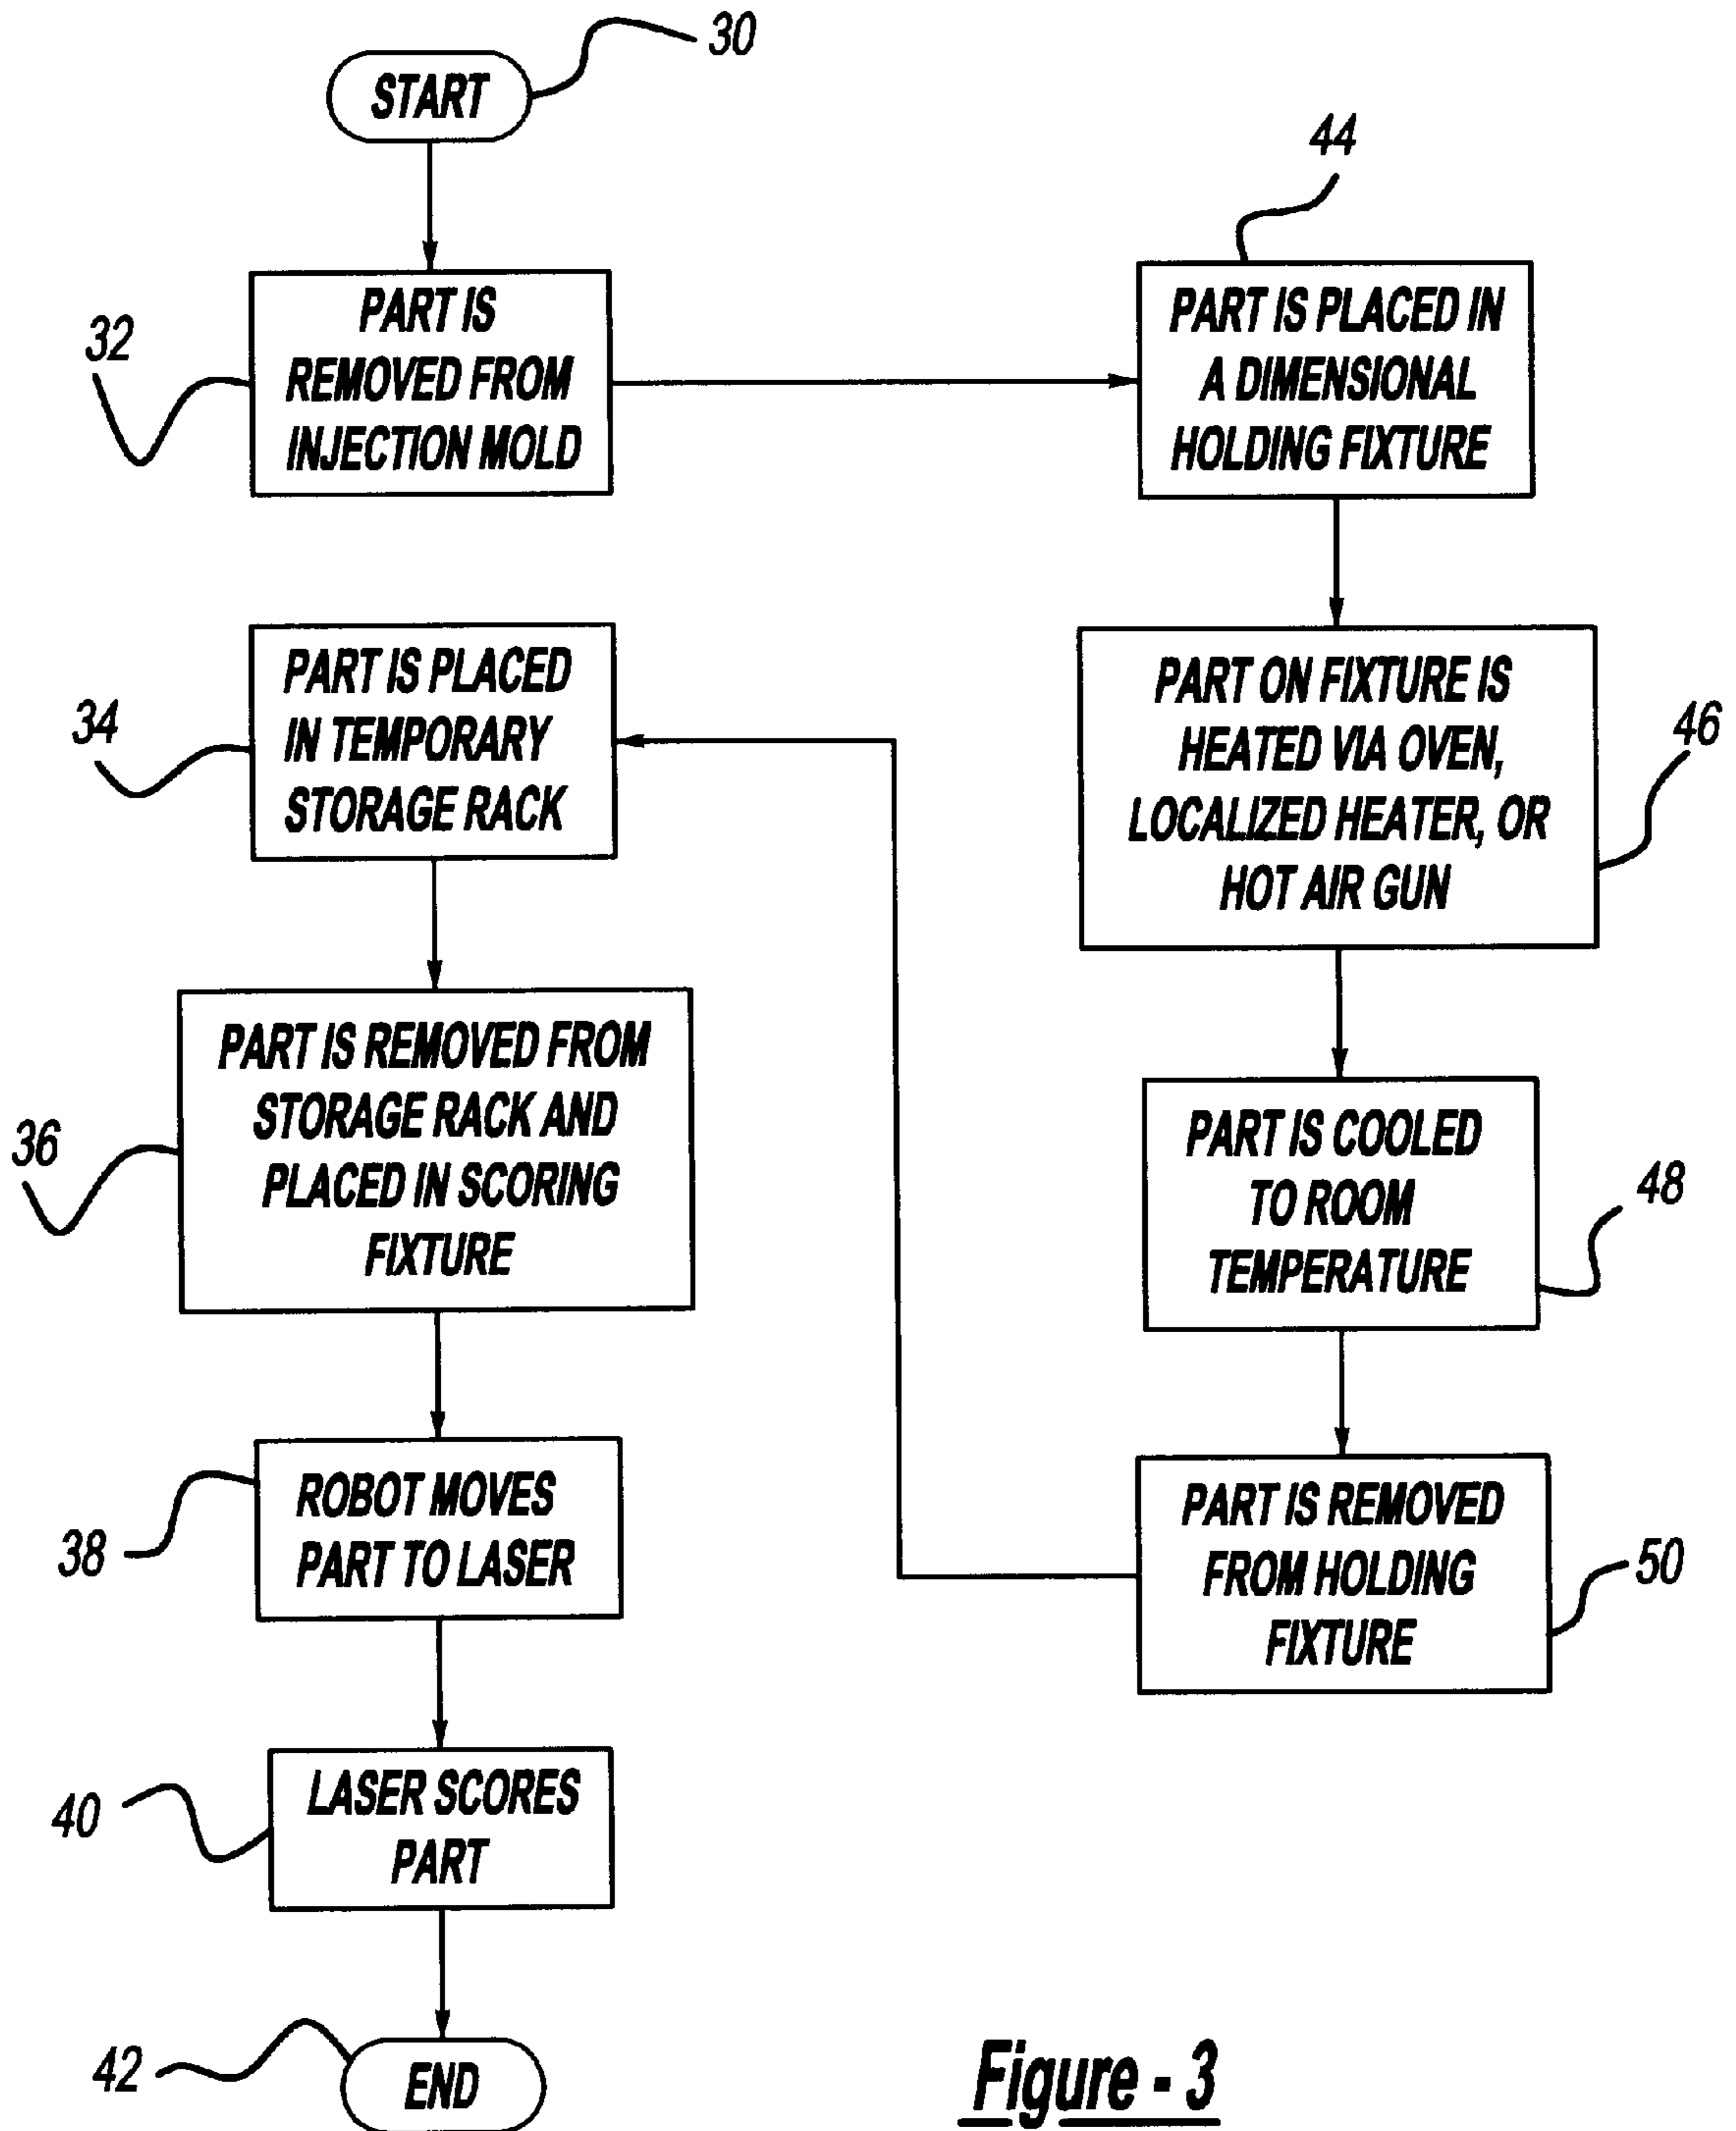 30
START
44
32
PART IS
REMOVED FROM
INJECTION MOLD
PART IS PLACED IN
A DIMENSIONAL
HOLDING FIXTURE
34
PART IS PLACED
IN TEMPORARY
STORAGE RACK
PART ON FIXTURE IS
HEATED VIA OVEN,
LOCALIZED HEATER, OR
HOT AIR GUN
46
36
PART IS REMOVED FROM
STORAGE RACK AND
PLACED IN SCORING
FIXTURE
PART IS COOLED
TO ROOM
TEMPERATURE
48
38
ROBOT MOVES
PART TO LASER
PART IS REMOVED
FROM HOLDING
FIXTURE
50
40
LASER SCORES
PART
42
END
Figure - 3